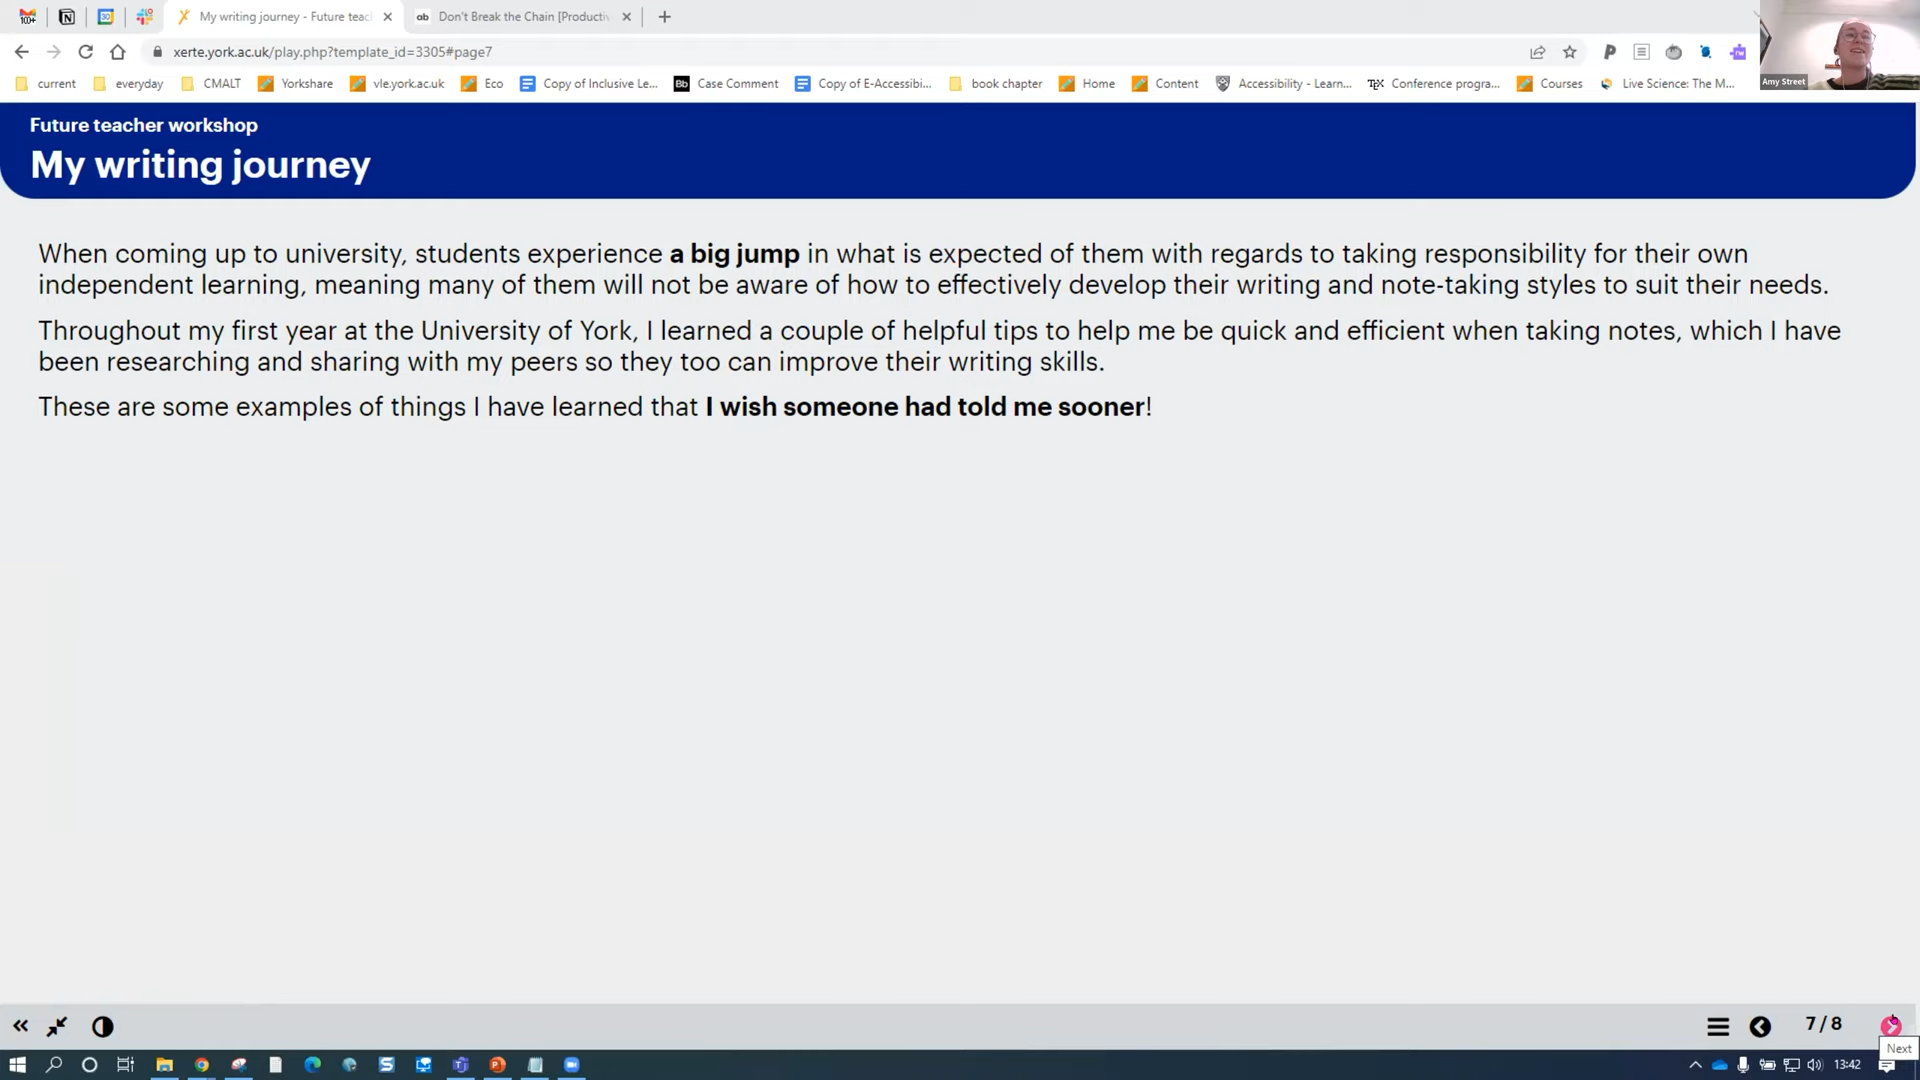 100+
30
My writing journey - Future teac
ab
Don't Break the Chain [Producti
xerte.york.ac.uk/play.php?template_id=3305#page7
current
everyday
CMALT
Yorkshare
vle.york.ac.uk
Eco
Copy of Inclusive Le...
Bb
Case Comment
Copy of E-Accessibi...
book chapter
Home
Content
Accessibility - Learn...
Conference progra...
Courses
Live Science: The M...
Amy Street
Future teacher workshop
My writing journey
When coming up to university, students experience a big jump in what is expected of them with regards to taking responsibility for their own
independent learning, meaning many of them will not be aware of how to effectively develop their writing and note-taking styles to suit their needs.
Throughout my first year at the University of York, I learned a couple of helpful tips to help me be quick and efficient when taking notes, which I have
been researching and sharing with my peers so they too can improve their writing skills.
These are some examples of things I have learned that I wish someone had told me sooner!
7 / 8
Next
13:42